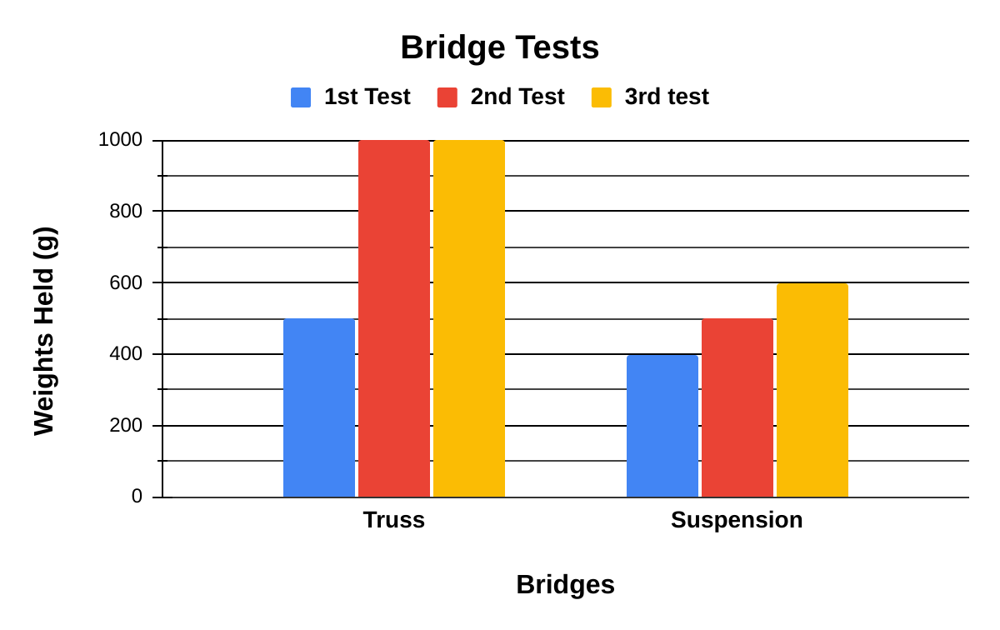 Bridge Tests
1st Test 2nd Test 3rd test
1000
800
600
400
200
0
Weights Held (g)
Truss Suspension
Bridges